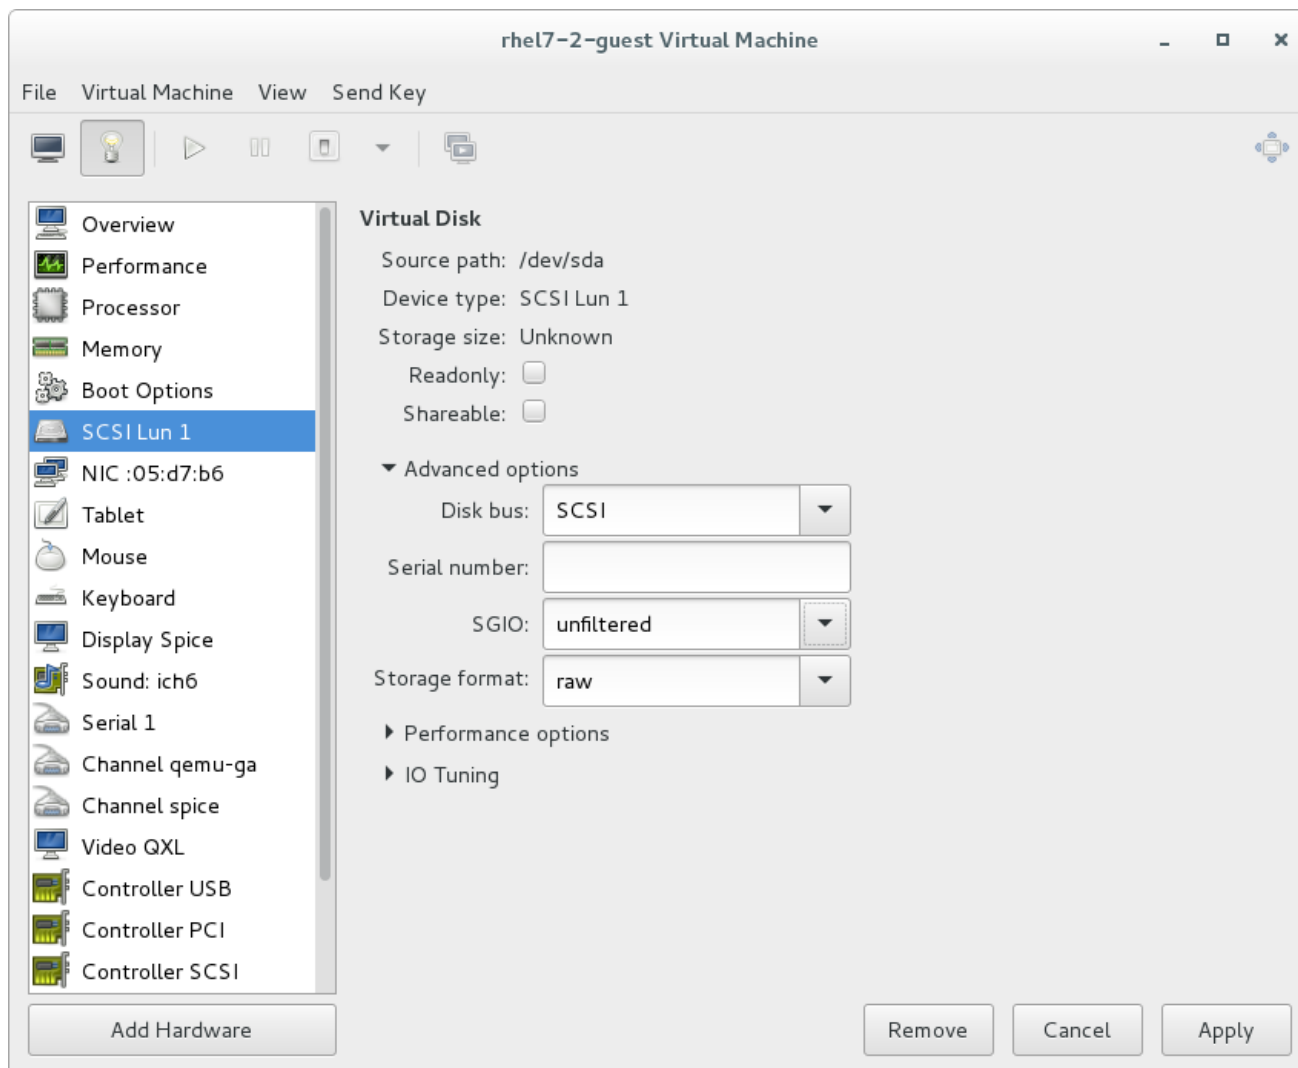 rhel7-2-guest Virtual Machine
File Virtual Machine View Send Key
Overview
Performance
Processor
Memory
Boot Options
SCSI Lun 1
NIC :05:d7:b6
Tablet
Mouse
Keyboard
Display Spice
Sound: ich6
Serial 1
Channel qemu-ga
Channel spice
Video QXL
Controller USB
Controller PCI
Controller SCSI
Add Hardware
Virtual Disk
Source path: /dev/sda
Device type: SCSI Lun 1
Storage size: Unknown
Readonly:
Shareable:
Advanced options
Disk bus: SCSI
Serial number:
SGIO: unfiltered
Storage format: raw
Performance options
IO Tuning
Remove Cancel Apply